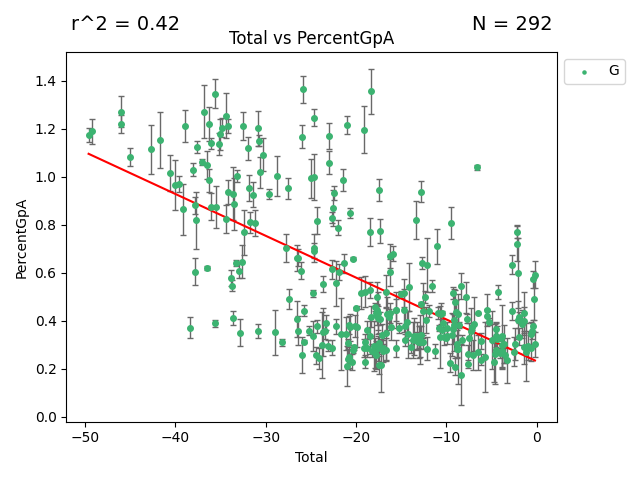 r^2 = 0.42 N = 292
Total vs PercentGpA
G
PercentGpA
1.4
1.2
1.0
0.8
0.6
0.4
0.2
0.0
−50 −40 −30 −20 −10 0
Total